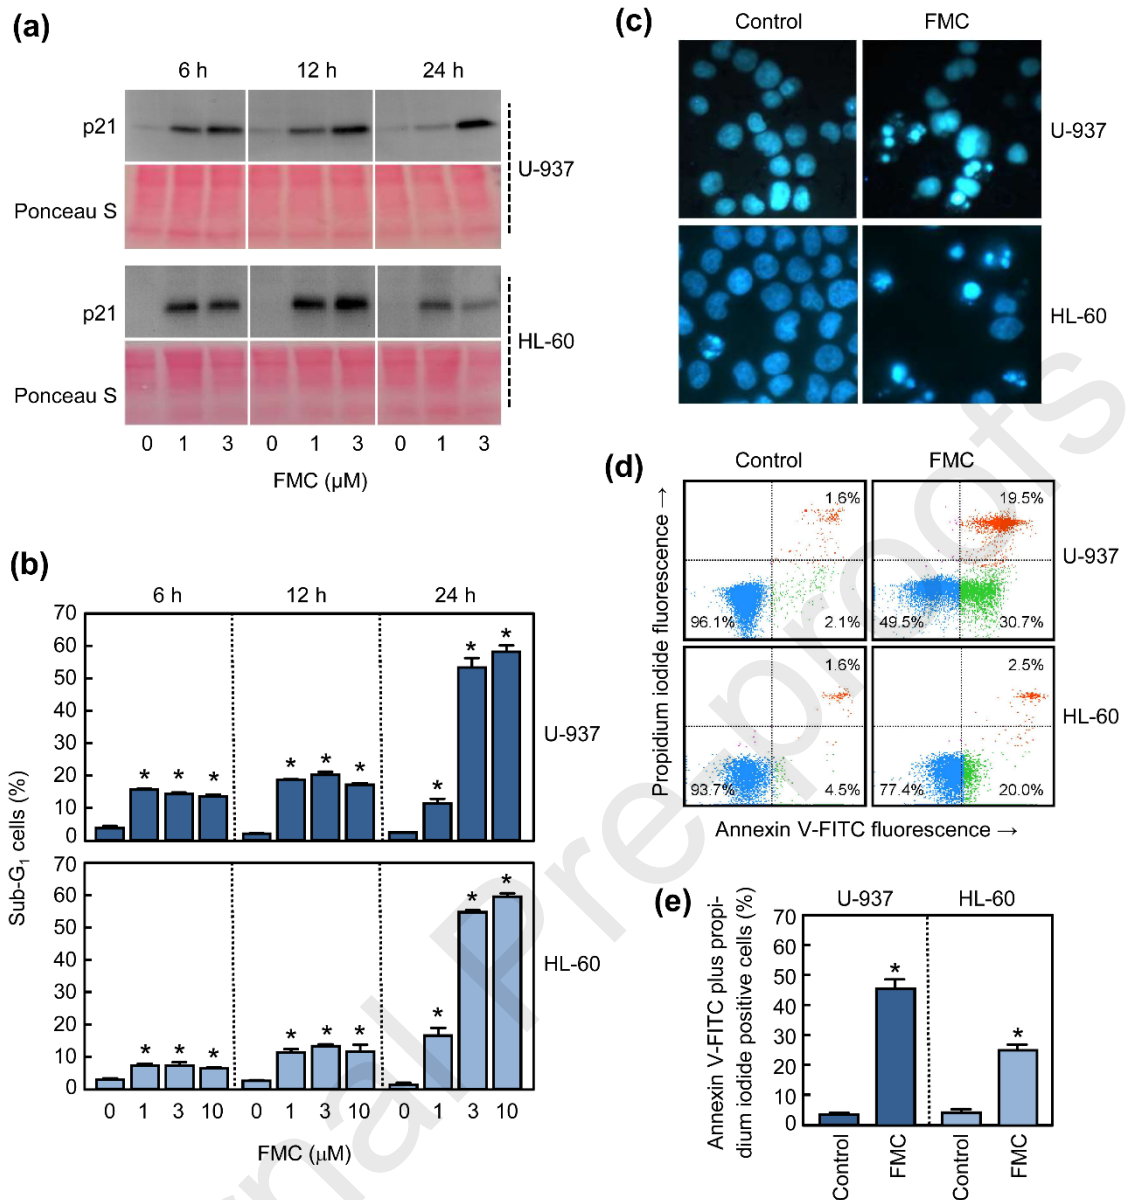 (a)
6 h 12 h 24 h
p21
U-937
Ponceau S
p21
HL-60
Ponceau S
0 1 3 0 1 3 0 1 3
FMC (µM)
(b)
6 h 12 h 24 h
70
60
50
40
30
20
10
0
U-937
* * * * * * * * *
Sub-G1 cells (%)
70
60
50
40
30
20
10
0
HL-60
* * * * * * * * *
0 1 3 10 0 1 3 10 0 1 3 10
FMC (µM)
(c)
Control FMC
U-937
HL-60
(d)
Control FMC
1.6% 19.5%
U-937
96.1% 2.1% 49.5% 30.7%
1.6% 2.5%
HL-60
93.7% 4.5% 77.4% 20.0%
Propidium iodide fluorescence →
Annexin V-FITC fluorescence →
(e)
U-937 HL-60
Annexin V-FITC plus propi-
dium iodide positive cells (%)
70
60
50
40
30
20
10
0
* *
Control FMC Control FMC
nal Pre-proofs